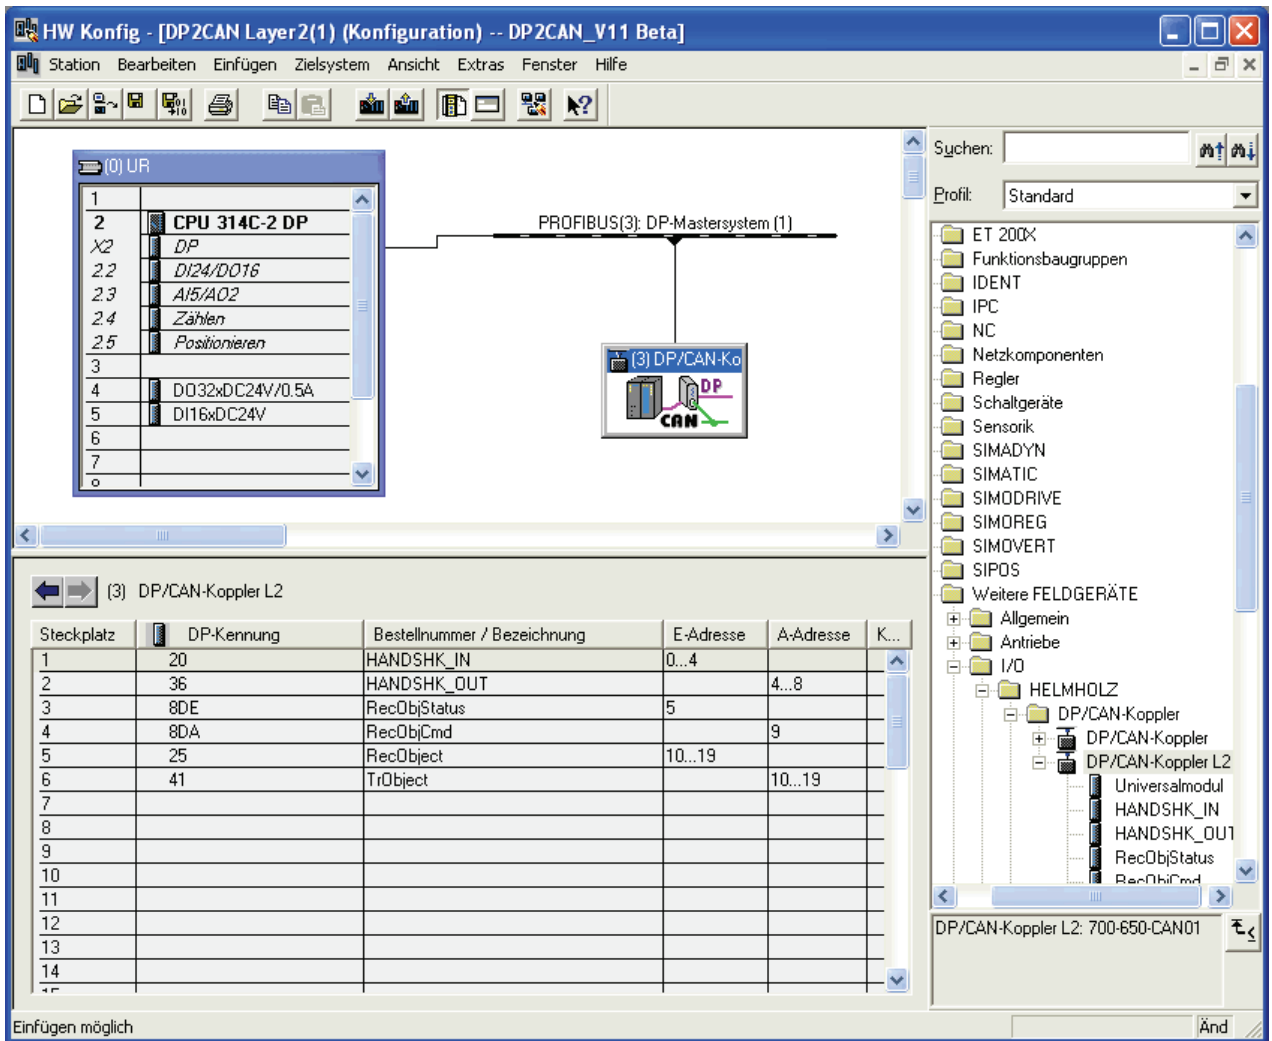 HW Konfig - [DP2CAN Layer2(1) (Konfiguration) -- DP2CAN_V11 Beta]
Station Bearbeiten Einfügen Zielsystem Ansicht Extras Fenster Hilfe
(0) UR
1
2 CPU 314C-2 DP
X2 DP
2.2 DI24/DO16
2.3 AI5/AO2
2.4 Zählen
2.5 Positionieren
3
4 DO32xDC24V/0.5A
5 DI16xDC24V
6
7
PROFIBUS(3): DP-Mastersystem (1)
(3) DP/CAN-Ko
DP
CAN
Suchen:
Profil: Standard
ET 200X
Funktionsbaugruppen
IDENT
IPC
NC
Netzkomponenten
Regler
Schaltgeräte
Sensorik
SIMADYN
SIMATIC
SIMODRIVE
SIMOREG
SIMOVERT
SIPOS
Weitere FELDGERÄTE
Allgemein
Antriebe
I/O
HELMHOLZ
DP/CAN-Koppler
DP/CAN-Koppler
DP/CAN-Koppler L2
Universalmodul
HANDSHK_IN
HANDSHK_OUT
RecObjStatus
RecObjCmd
DP/CAN-Koppler L2: 700-650-CAN01
(3) DP/CAN-Koppler L2
Steckplatz DP-Kennung Bestellnummer / Bezeichnung E-Adresse A-Adresse K...
1 20 HANDSHK_IN 0...4
2 36 HANDSHK_OUT 4...8
3 8DE RecObjStatus 5
4 8DA RecObjCmd 9
5 25 RecObject 10...19
6 41 TrObject 10...19
7
8
9
10
11
12
13
14
15
Einfügen möglich Änd